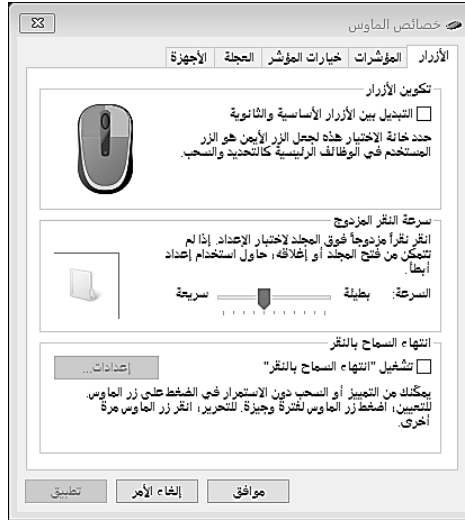 خصائص الماوس
الأزرار المؤشرات خيارات المؤشر العجلة الأجهزة
تكوين الأزرار
التبديل بين الأزرار الأساسية والثانوية
حدد خانة الاختيار هذه لجعل الزر الأيمن هو الزر
المستخدم في الوظائف الرئيسية كالتحديد والسحب.
سرعة النقر المزدوج
انقر نقراً مزدوجاً فوق المجلد لاختبار الإعداد. إذا لم
تتمكن من فتح المجلد أو إغلاقه، حاول استخدام إعداد
أبطأ.
السرعة: بطيئة سريعة
انتهاء السماح بالنقر
تشغيل "انتهاء السماح بالنقر" إعدادات...
يمكّنك من التمييز أو السحب دون الاستمرار في الضغط على زر الماوس.
للتعيين، اضغط زر الماوس لفترة وجيزة. للتحرير، انقر زر الماوس مرة
أخرى.
موافق إلغاء الأمر تطبيق